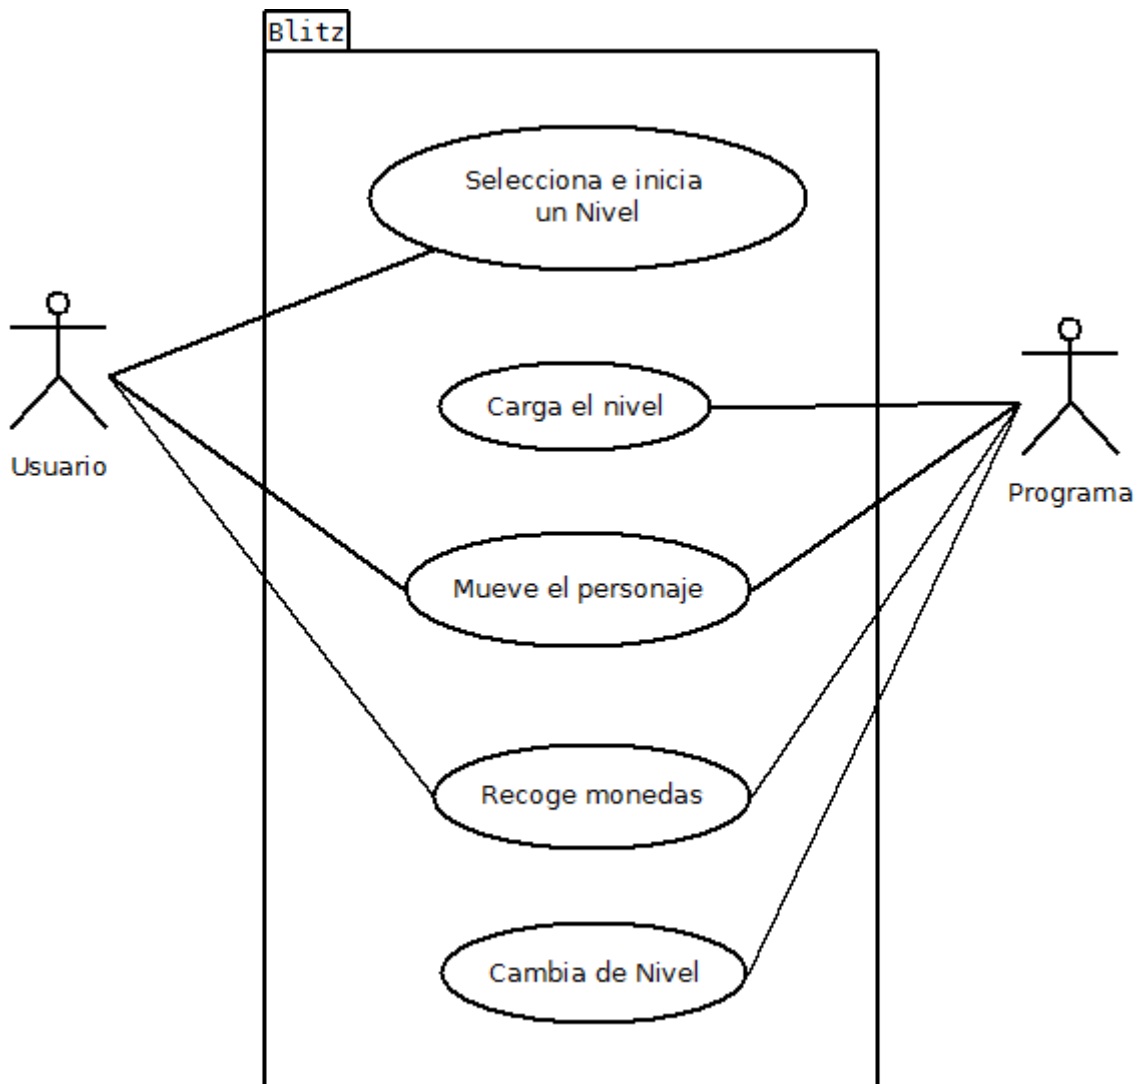 Blitz
Selecciona e inicia
un Nivel
Carga el nivel
Usuario
Programa
Mueve el personaje
Recoge monedas
Cambia de Nivel